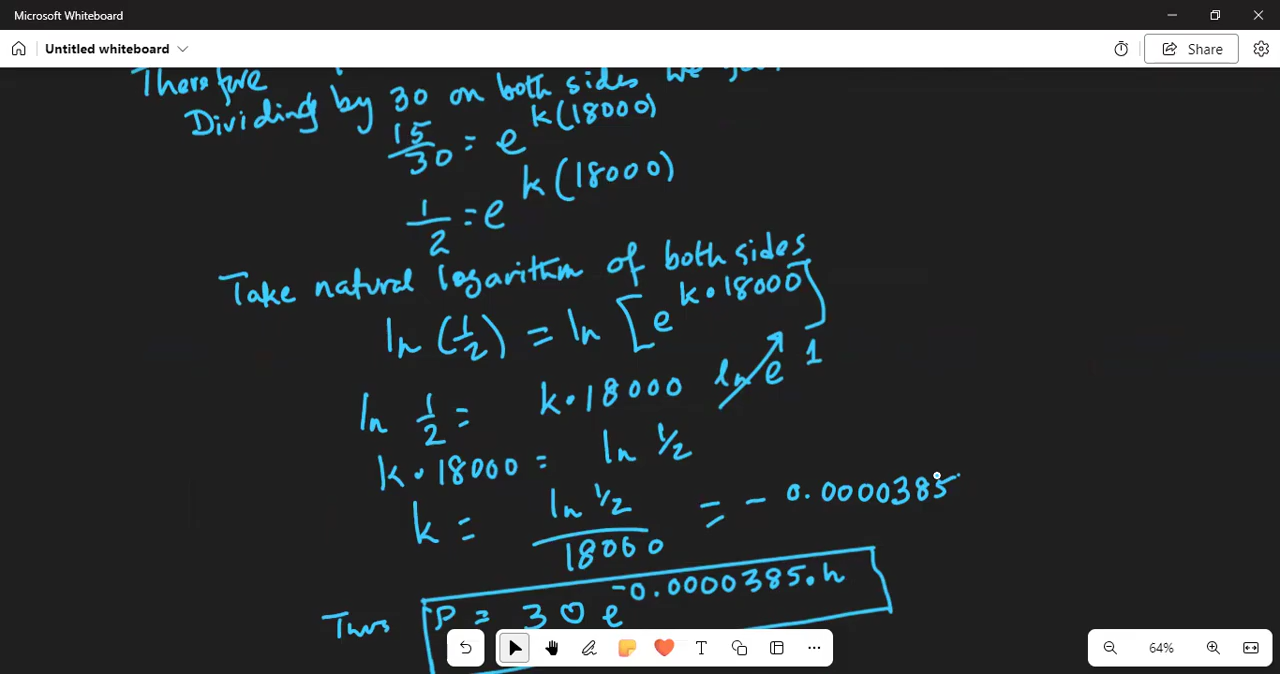 Microsoft Whiteboard
Untitled whiteboard
Share
Therefore
Dividing by 30 on both sides we
15/30 = e^k(18000)
1/2 = e^k(18000)
Take natural logarithm of both sides
ln (1/2) = ln [e^k•18000]
ln 1/2 = k•18000 ln e 1
k•18000 = ln 1/2
k = ln 1/2 / 18000 = - 0.0000385
Thus P = 30 e^-0.0000385.h
T
64%